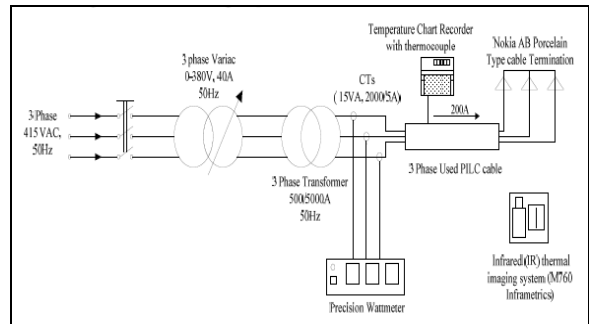 Temperature Chart Recorder
with thermocouple
Nokia AB Porcelain
Type cable Termination
3 phase Variac
0-380V, 40A
50Hz
CTs
(15VA, 2000/5A)
3 Phase
415 VAC,
50Hz
200A
3 Phase Transformer
500/5000A
50Hz
3 Phase Used PILC cable
Infrared(IR) thermal
imaging system (M760
Inframetrics)
Precision Wattmeter